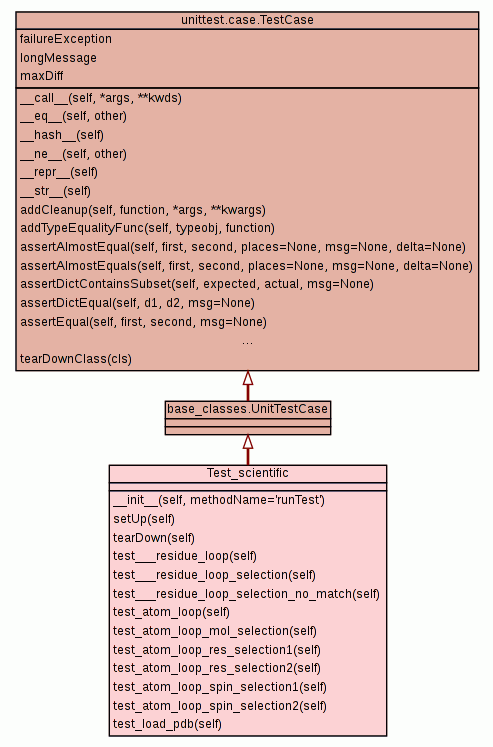 unittest.case.TestCase
failureException
longMessage
maxDiff
__call__(self, *args, **kwds)
__eq__(self, other)
__hash__(self)
__ne__(self, other)
__repr__(self)
__str__(self)
addCleanup(self, function, *args, **kwargs)
addTypeEqualityFunc(self, typeobj, function)
assertAlmostEqual(self, first, second, places=None, msg=None, delta=None)
assertAlmostEquals(self, first, second, places=None, msg=None, delta=None)
assertDictContainsSubset(self, expected, actual, msg=None)
assertDictEqual(self, d1, d2, msg=None)
assertEqual(self, first, second, msg=None)
...
tearDownClass(cls)
base_classes.UnitTestCase
Test_scientific
__init__(self, methodName='runTest')
setUp(self)
tearDown(self)
test___residue_loop(self)
test___residue_loop_selection(self)
test___residue_loop_selection_no_match(self)
test_atom_loop(self)
test_atom_loop_mol_selection(self)
test_atom_loop_res_selection1(self)
test_atom_loop_res_selection2(self)
test_atom_loop_spin_selection1(self)
test_atom_loop_spin_selection2(self)
test_load_pdb(self)